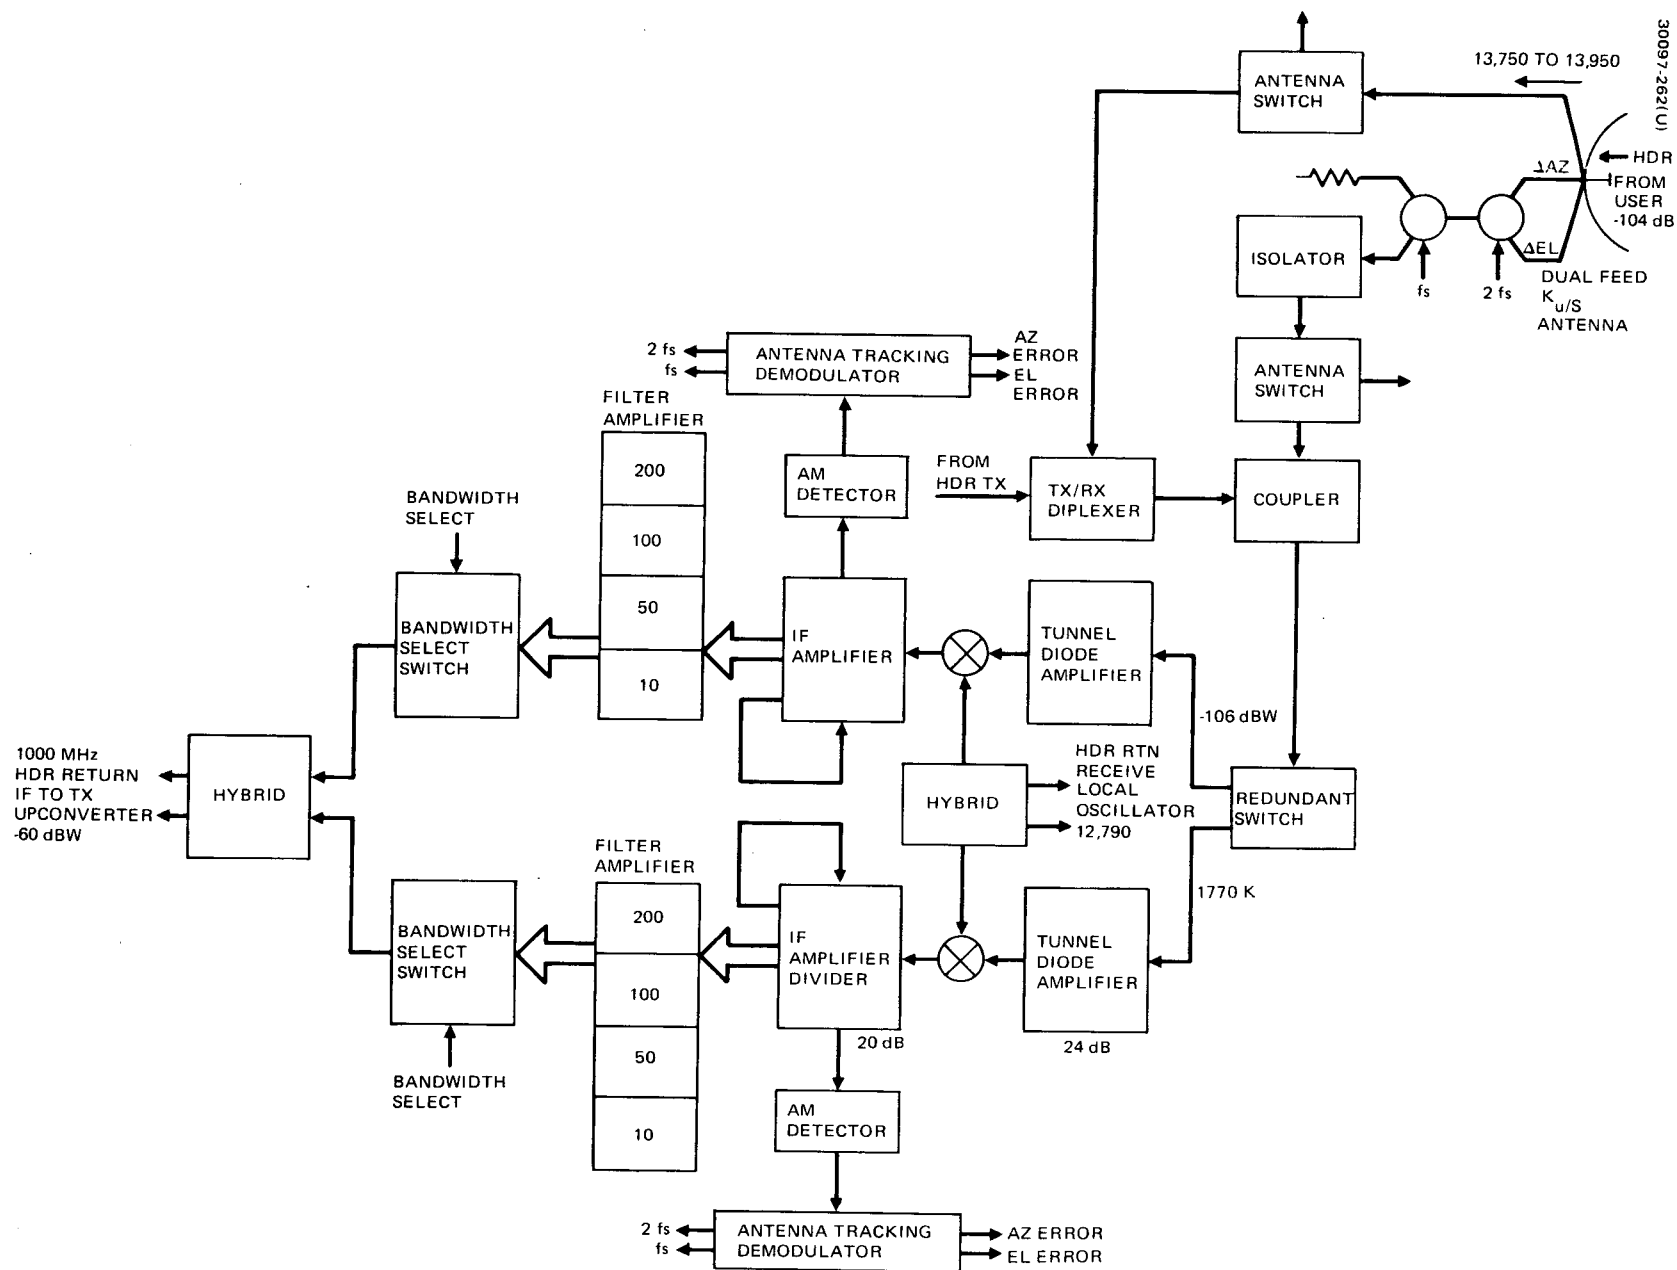 30097-262(U)
13,750 TO 13,950
ANTENNA
SWITCH
HDR
FROM
USER
-104 dB
ΔAZ
ΔEL
fs
2 fs
DUAL FEED
Ku/S
ANTENNA
ISOLATOR
ANTENNA
SWITCH
2 fs
fs
ANTENNA TRACKING
DEMODULATOR
AZ
ERROR
EL
ERROR
FILTER
AMPLIFIER
200
100
50
10
AM
DETECTOR
FROM
HDR TX
TX/RX
DIPLEXER
COUPLER
BANDWIDTH
SELECT
BANDWIDTH
SELECT
SWITCH
IF
AMPLIFIER
TUNNEL
DIODE
AMPLIFIER
-106 dBW
1000 MHz
HDR RETURN
IF TO TX
UPCONVERTER
-60 dBW
HYBRID
HYBRID
HDR RTN
RECEIVE
LOCAL
OSCILLATOR
12,790
REDUNDANT
SWITCH
1770 K
FILTER
AMPLIFIER
200
100
50
10
BANDWIDTH
SELECT
SWITCH
BANDWIDTH
SELECT
IF
AMPLIFIER
DIVIDER
20 dB
TUNNEL
DIODE
AMPLIFIER
24 dB
AM
DETECTOR
2 fs
fs
ANTENNA TRACKING
DEMODULATOR
AZ ERROR
EL ERROR